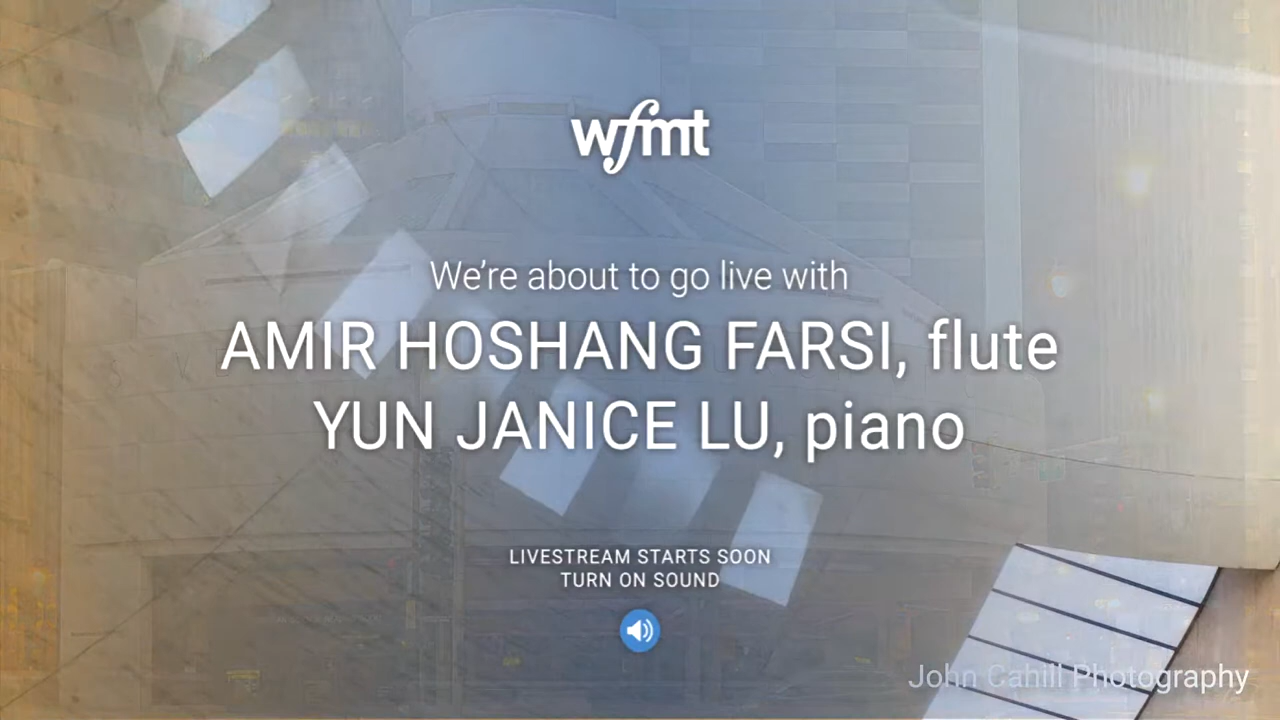 wfmt
We’re about to go live with
AMIR HOSHANG FARSI, flute
YUN JANICE LU, piano
LIVESTREAM STARTS SOON
TURN ON SOUND
John Cahill Photography